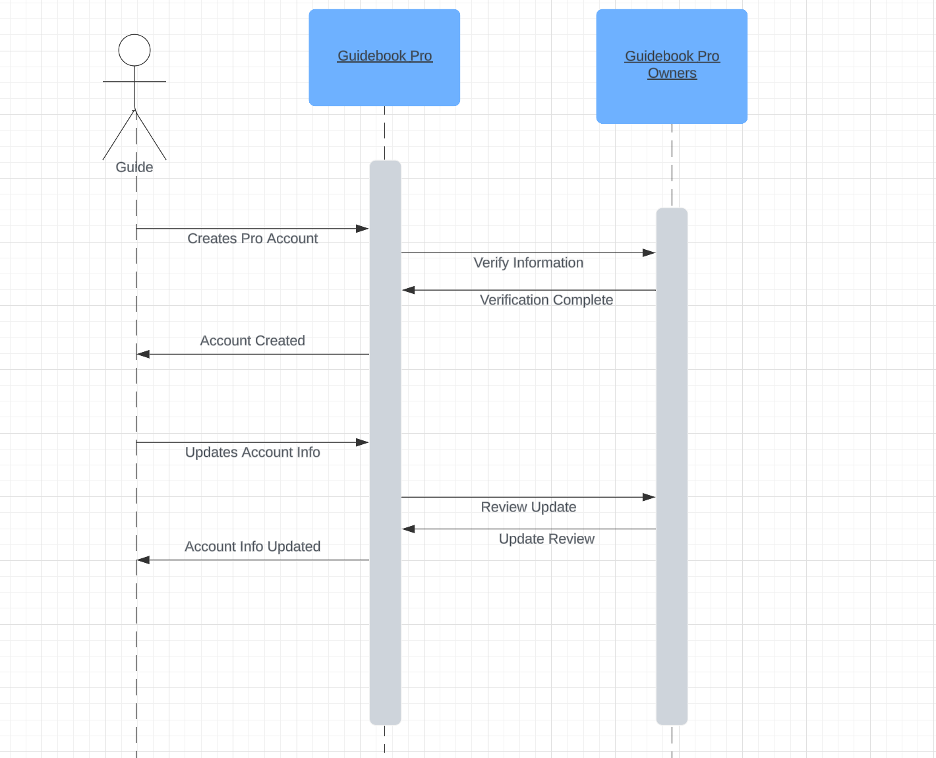 Guidebook Pro
Guidebook Pro
Owners
Guide
Creates Pro Account
Verify Information
Verification Complete
Account Created
Updates Account Info
Review Update
Update Review
Account Info Updated